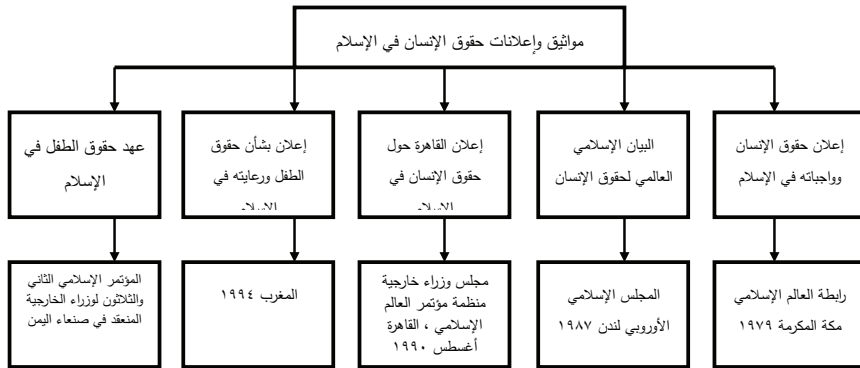 مواثيق وإعلانات حقوق الإنسان في الإسلام
إعلان حقوق الإنسان
وواجباته في الإسلام
البيان الإسلامي
العالمي لحقوق الإنسان
إعلان القاهرة حول
حقوق الإنسان في
الإسلام
إعلان بشأن حقوق
الطفل ورعايته في
الإسلام
عهد حقوق الطفل في
الإسلام
رابطة العالم الإسلامي
مكة المكرمة ١٩٧٩
المجلس الإسلامي
الأوروبي لندن ١٩٨٧
مجلس وزراء خارجية
منظمة مؤتمر العالم
الإسلامي ، القاهرة
أغسطس ١٩٩٠
المغرب ١٩٩٤
المؤتمر الإسلامي الثاني
والثلاثون لوزراء الخارجية
المنعقد في صنعاء اليمن